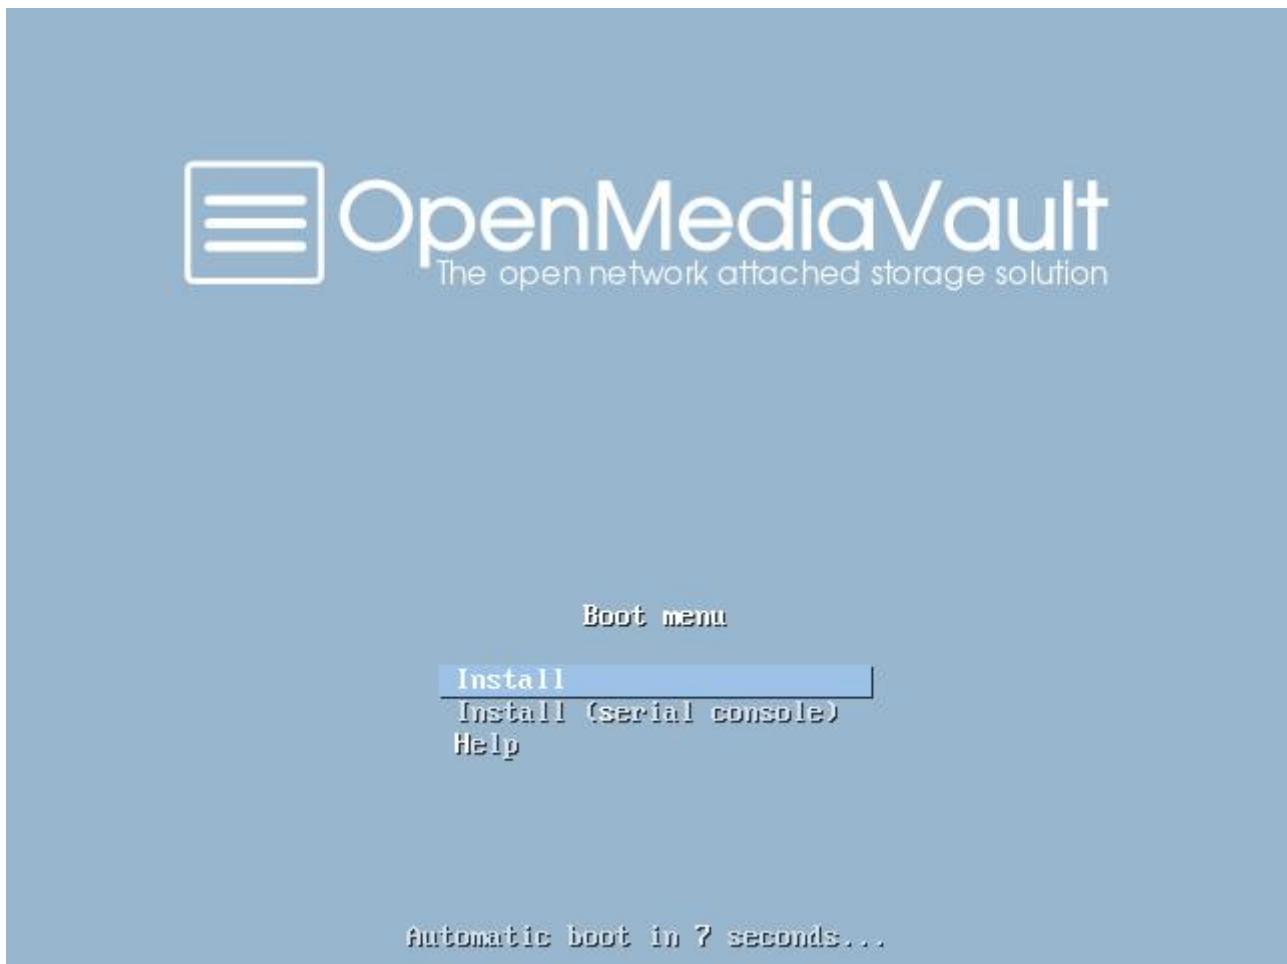 OpenMediaVault
The open network attached storage solution
Boot menu
Install
Install (serial console)
Help
Automatic boot in 7 seconds...